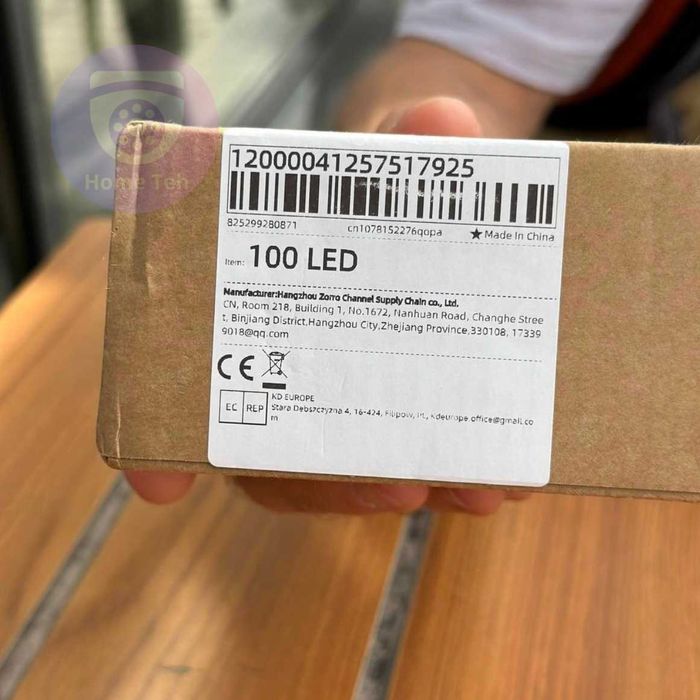 Home Teh
12000041257517925
825299280871
cn1078152276qopa
★ Made In China
Item: 100 LED
Manufacturer:Hangzhou Zorro Channel Supply Chain co., Ltd.
CN, Room 218, Building 1, No.1672, Nanhuan Road, Changhe Stree
t, Binjiang District,Hangzhou City,Zhejiang Province,330108, 17339
9018@qq.com
CE
EC REP
KD EUROPE
Stara Debszczyzna 4, 16-424, Filipow, PL, kdeurope.office@gmail.co
m